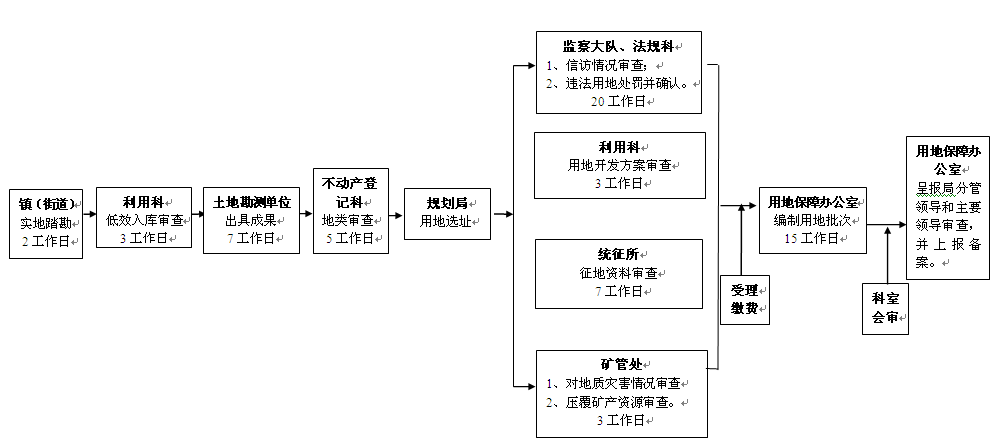 镇（街道）
实地踏勘
2 工作日
利用科
低效入库审查
3 工作日
土地勘测单位
出具成果
7 工作日
不动产登
记科
地类审查
5 工作日
规划局
用地选址
监察大队、法规科
1、信访情况审查；
2、违法用地处罚并确认。
20 工作日
利用科
用地开发方案审查
3 工作日
统征所
征地资料审查
7 工作日
矿管处
1、对地质灾害情况审查
2、压覆矿产资源审查。
3 工作日
受理
缴费
用地保障办公室
编制用地批次
15 工作日
科室
会审
用地保障办
公室
呈报局分管
领导和主要
领导审查，
并上报备
案。